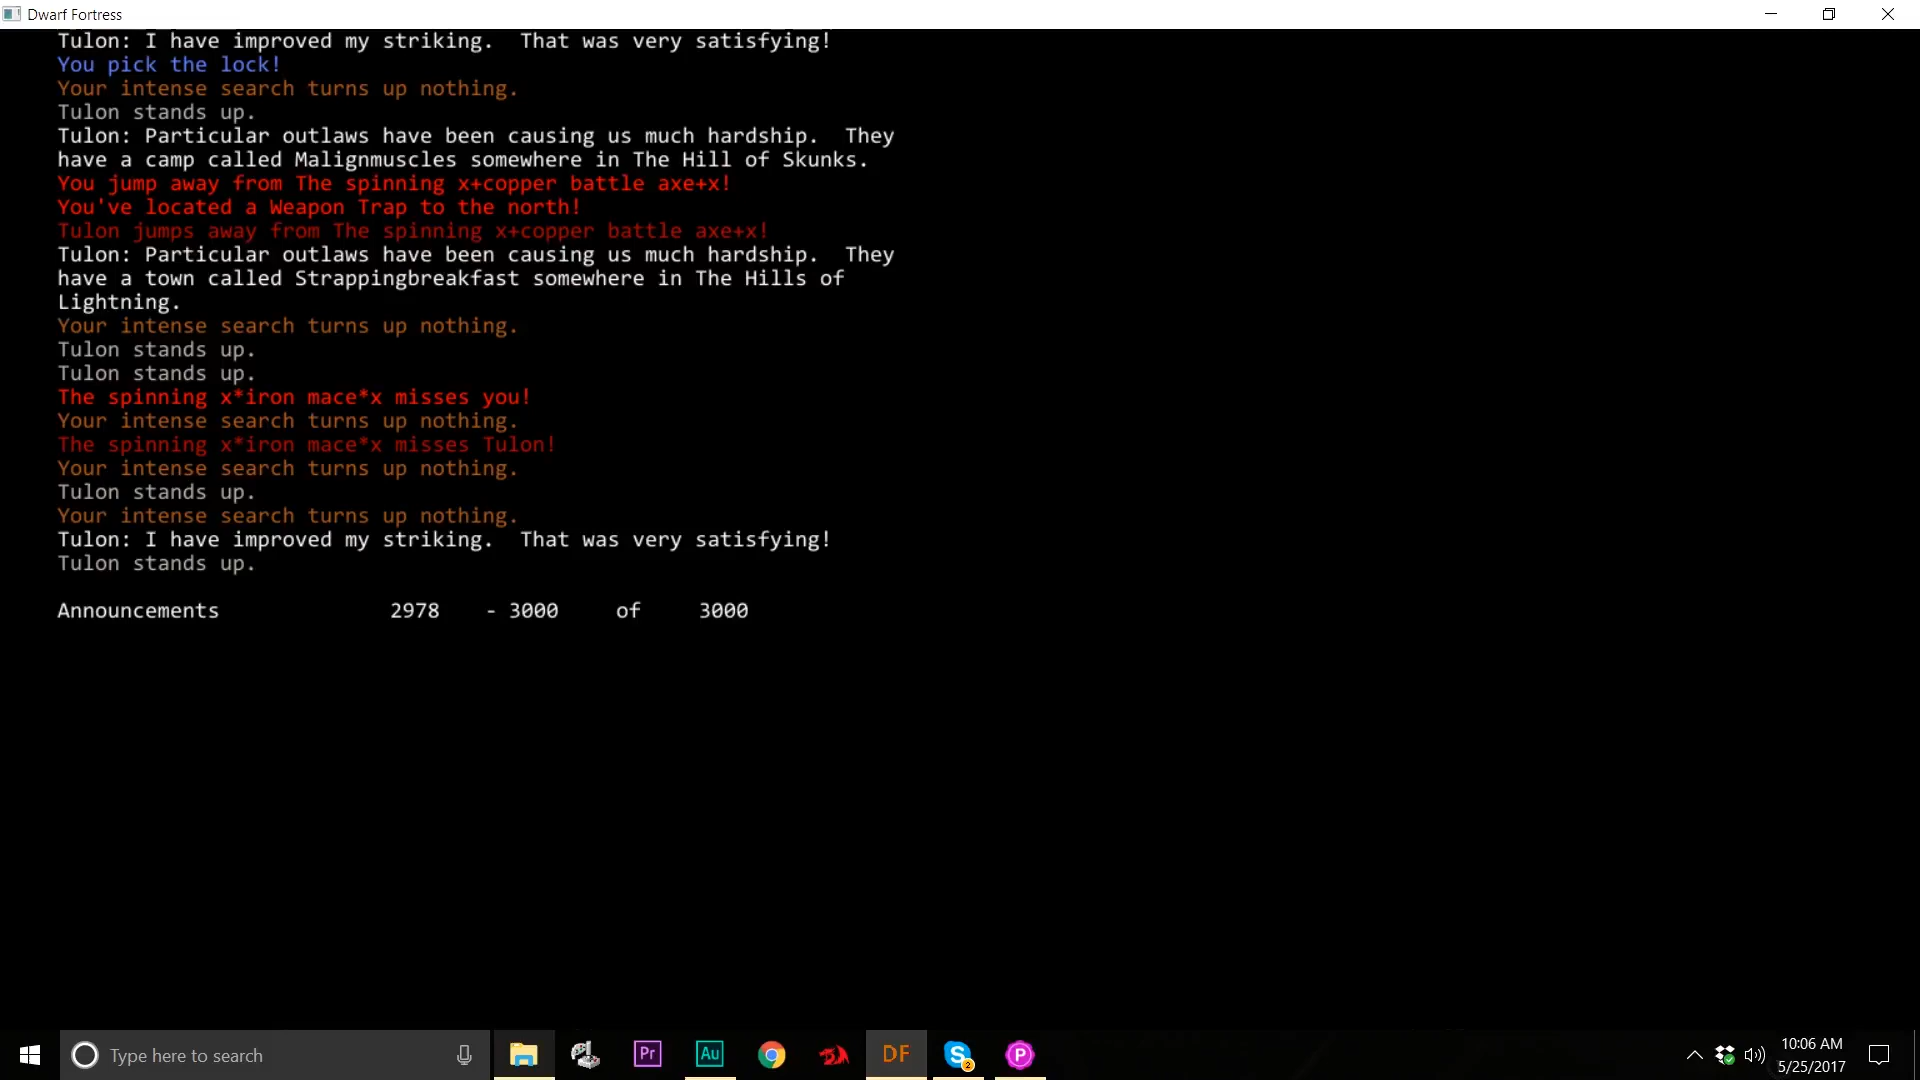 Dwarf Fortress
Tulon: I have improved my striking.  That was very satisfying!
You pick the lock!
Your intense search turns up nothing.
Tulon stands up.
Tulon: Particular outlaws have been causing us much hardship.  They
have a camp called Malignmuscles somewhere in The Hill of Skunks.
You jump away from The spinning x+copper battle axe+x!
You've located a Weapon Trap to the north!
Tulon jumps away from The spinning x+copper battle axe+x!
Tulon: Particular outlaws have been causing us much hardship.  They
have a town called Strappingbreakfast somewhere in The Hills of
Lightning.
Your intense search turns up nothing.
Tulon stands up.
Tulon stands up.
The spinning x*iron mace*x misses you!
Your intense search turns up nothing.
The spinning x*iron mace*x misses Tulon!
Your intense search turns up nothing.
Tulon stands up.
Your intense search turns up nothing.
Tulon: I have improved my striking.  That was very satisfying!
Tulon stands up.
Announcements 2978 - 3000 of 3000
Type here to search
Pr
Au
DF
S
2
P
10:06 AM
5/25/2017